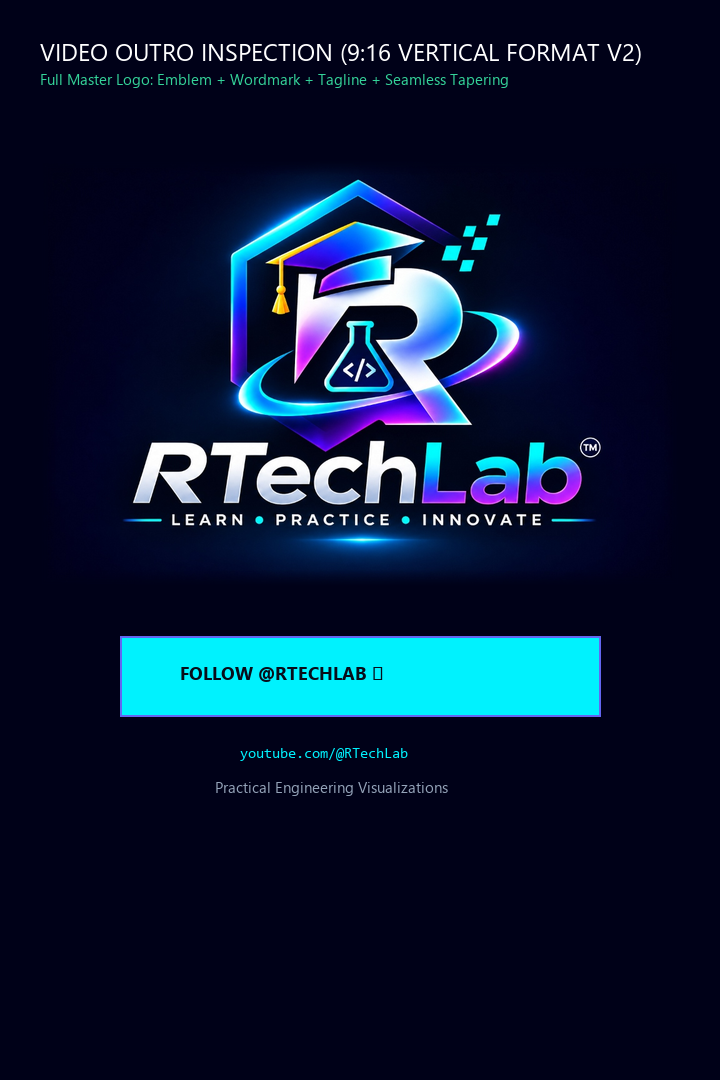 VIDEO OUTRO INSPECTION (9:16 VERTICAL FORMAT V2)
Full Master Logo: Emblem + Wordmark + Tagline + Seamless Tapering
R
</>
RTechLab™
LEARN • PRACTICE • INNOVATE
FOLLOW @RTECHLAB
youtube.com/@RTechLab
Practical Engineering Visualizations